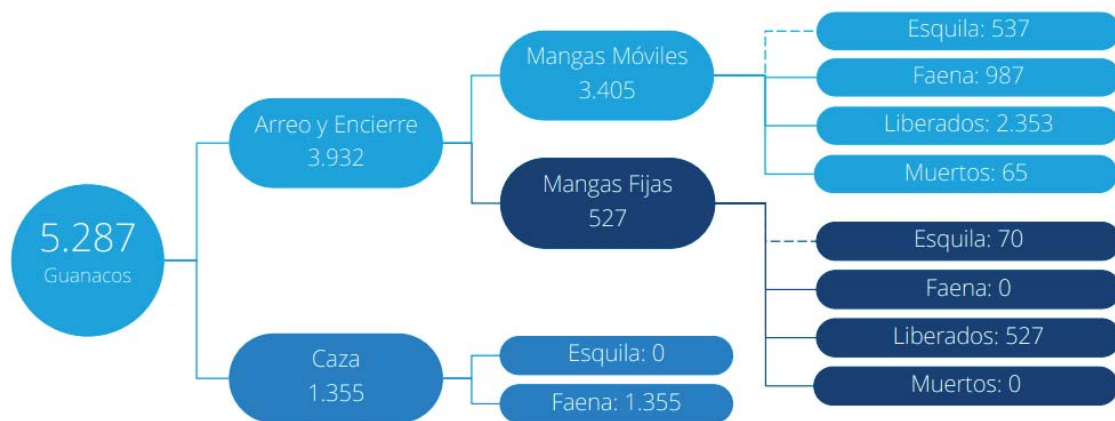 5.287
Guanacos
Arreo y Encierre
3.932
Mangas Móviles
3.405
Esquila: 537
Faena: 987
Liberados: 2.353
Muertos: 65
Mangas Fijas
527
Esquila: 70
Faena: 0
Liberados: 527
Muertos: 0
Caza
1.355
Esquila: 0
Faena: 1.355